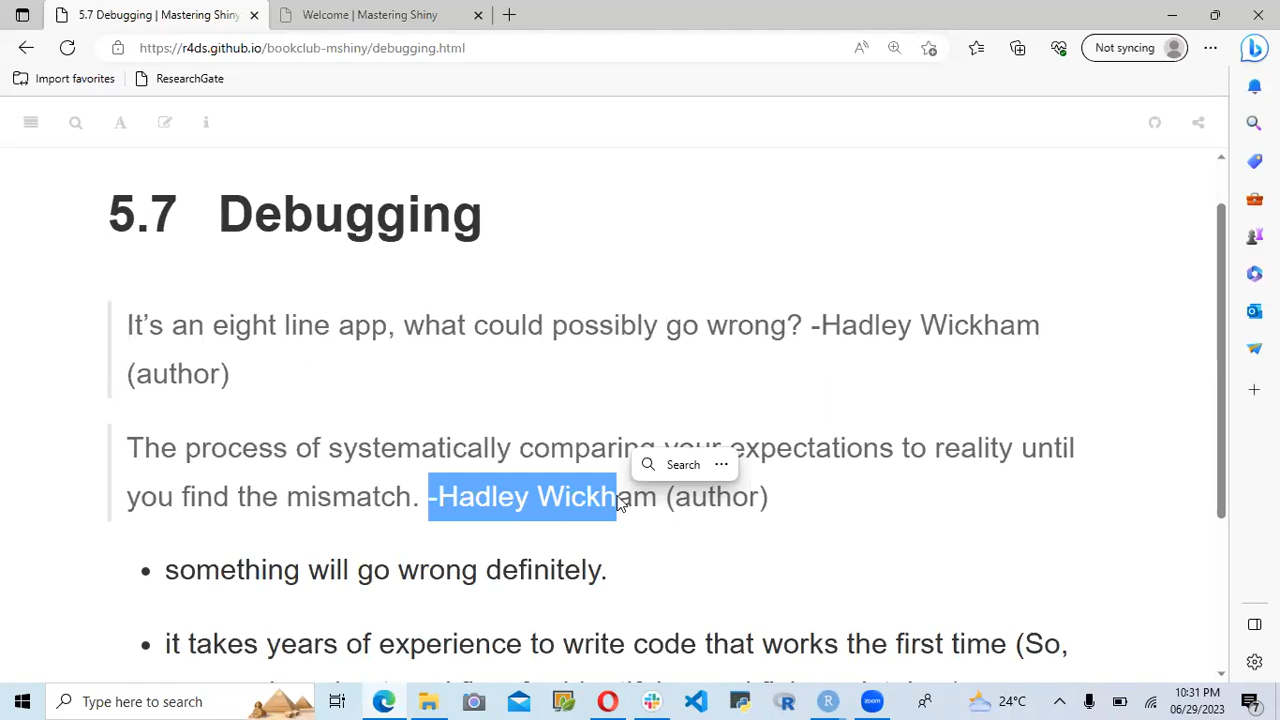 5.7 Debugging | Mastering Shiny
Welcome | Mastering Shiny
https://r4ds.github.io/bookclub-mshiny/debugging.html
Not syncing
Import favorites
ResearchGate
5.7 Debugging
It's an eight line app, what could possibly go wrong? -Hadley Wickham
(author)
The process of systematically comparing your expectations to reality until
Search
you find the mismatch. -Hadley Wickham (author)
• something will go wrong definitely.
• it takes years of experience to write code that works the first time (So,
Type here to search
zoom
24°C
10:31 PM
06/29/2023
7